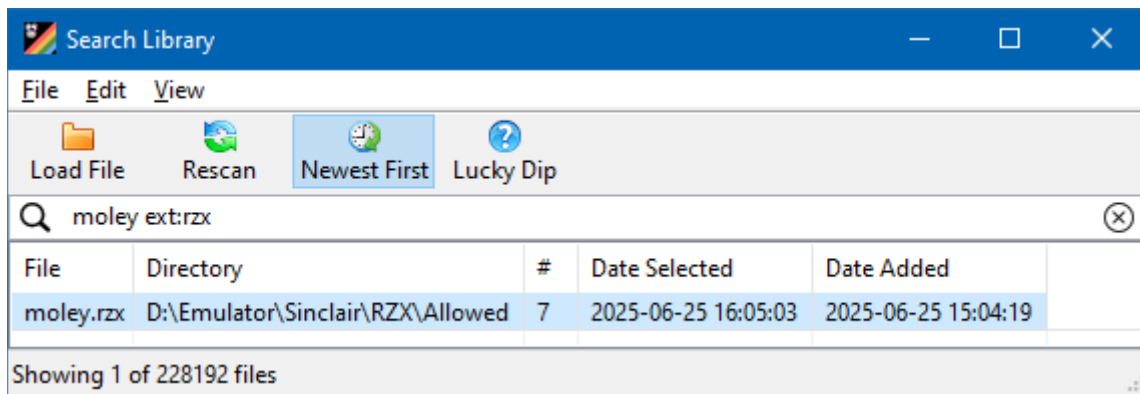 Search Library
File Edit View
Load File Rescan Newest First Lucky Dip
moley ext:rzx
File Directory # Date Selected Date Added
moley.rzx D:\Emulator\Sinclair\RZX\Allowed 7 2025-06-25 16:05:03 2025-06-25 15:04:19
Showing 1 of 228192 files